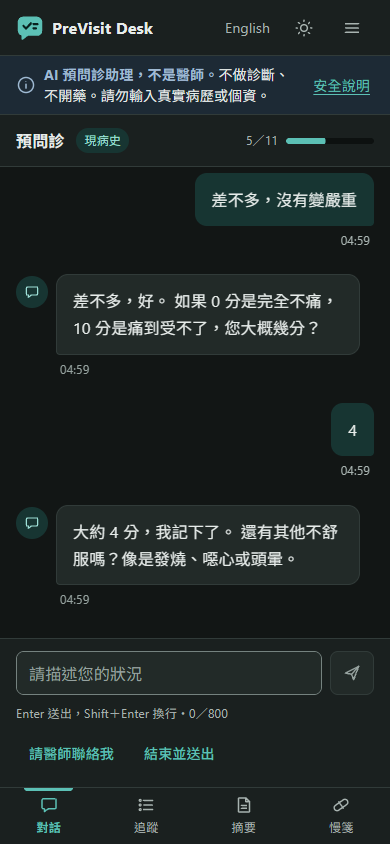 PreVisit Desk
English
AI 預問診助理，不是醫師。不做診斷、
不開藥。請勿輸入真實病歷或個資。
安全說明
預問診
現病史
5／11
差不多，沒有變嚴重
04:59
差不多，好。 如果 0 分是完全不痛，
10 分是痛到受不了，您大概幾分？
04:59
4
04:59
大約 4 分，我記下了。 還有其他不舒
服嗎？像是發燒、噁心或頭暈。
04:59
請描述您的狀況
Enter 送出，Shift＋Enter 換行・0／800
請醫師聯絡我
結束並送出
對話
追蹤
摘要
慢箋